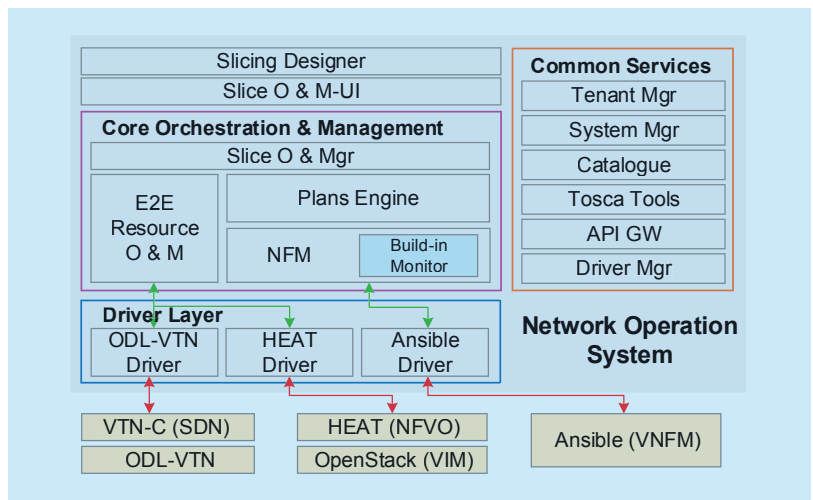 Slicing Designer
Slice O & M-UI
Core Orchestration & Management
Slice O & Mgr
E2E
Resource
O & M
Plans Engine
NFM
Build-in
Monitor
Common Services
Tenant Mgr
System Mgr
Catalogue
Tosca Tools
API GW
Driver Mgr
Driver Layer
ODL-VTN
Driver
HEAT
Driver
Ansible
Driver
Network Operation
System
VTN-C (SDN)
ODL-VTN
HEAT (NFVO)
OpenStack (VIM)
Ansible (VNFM)